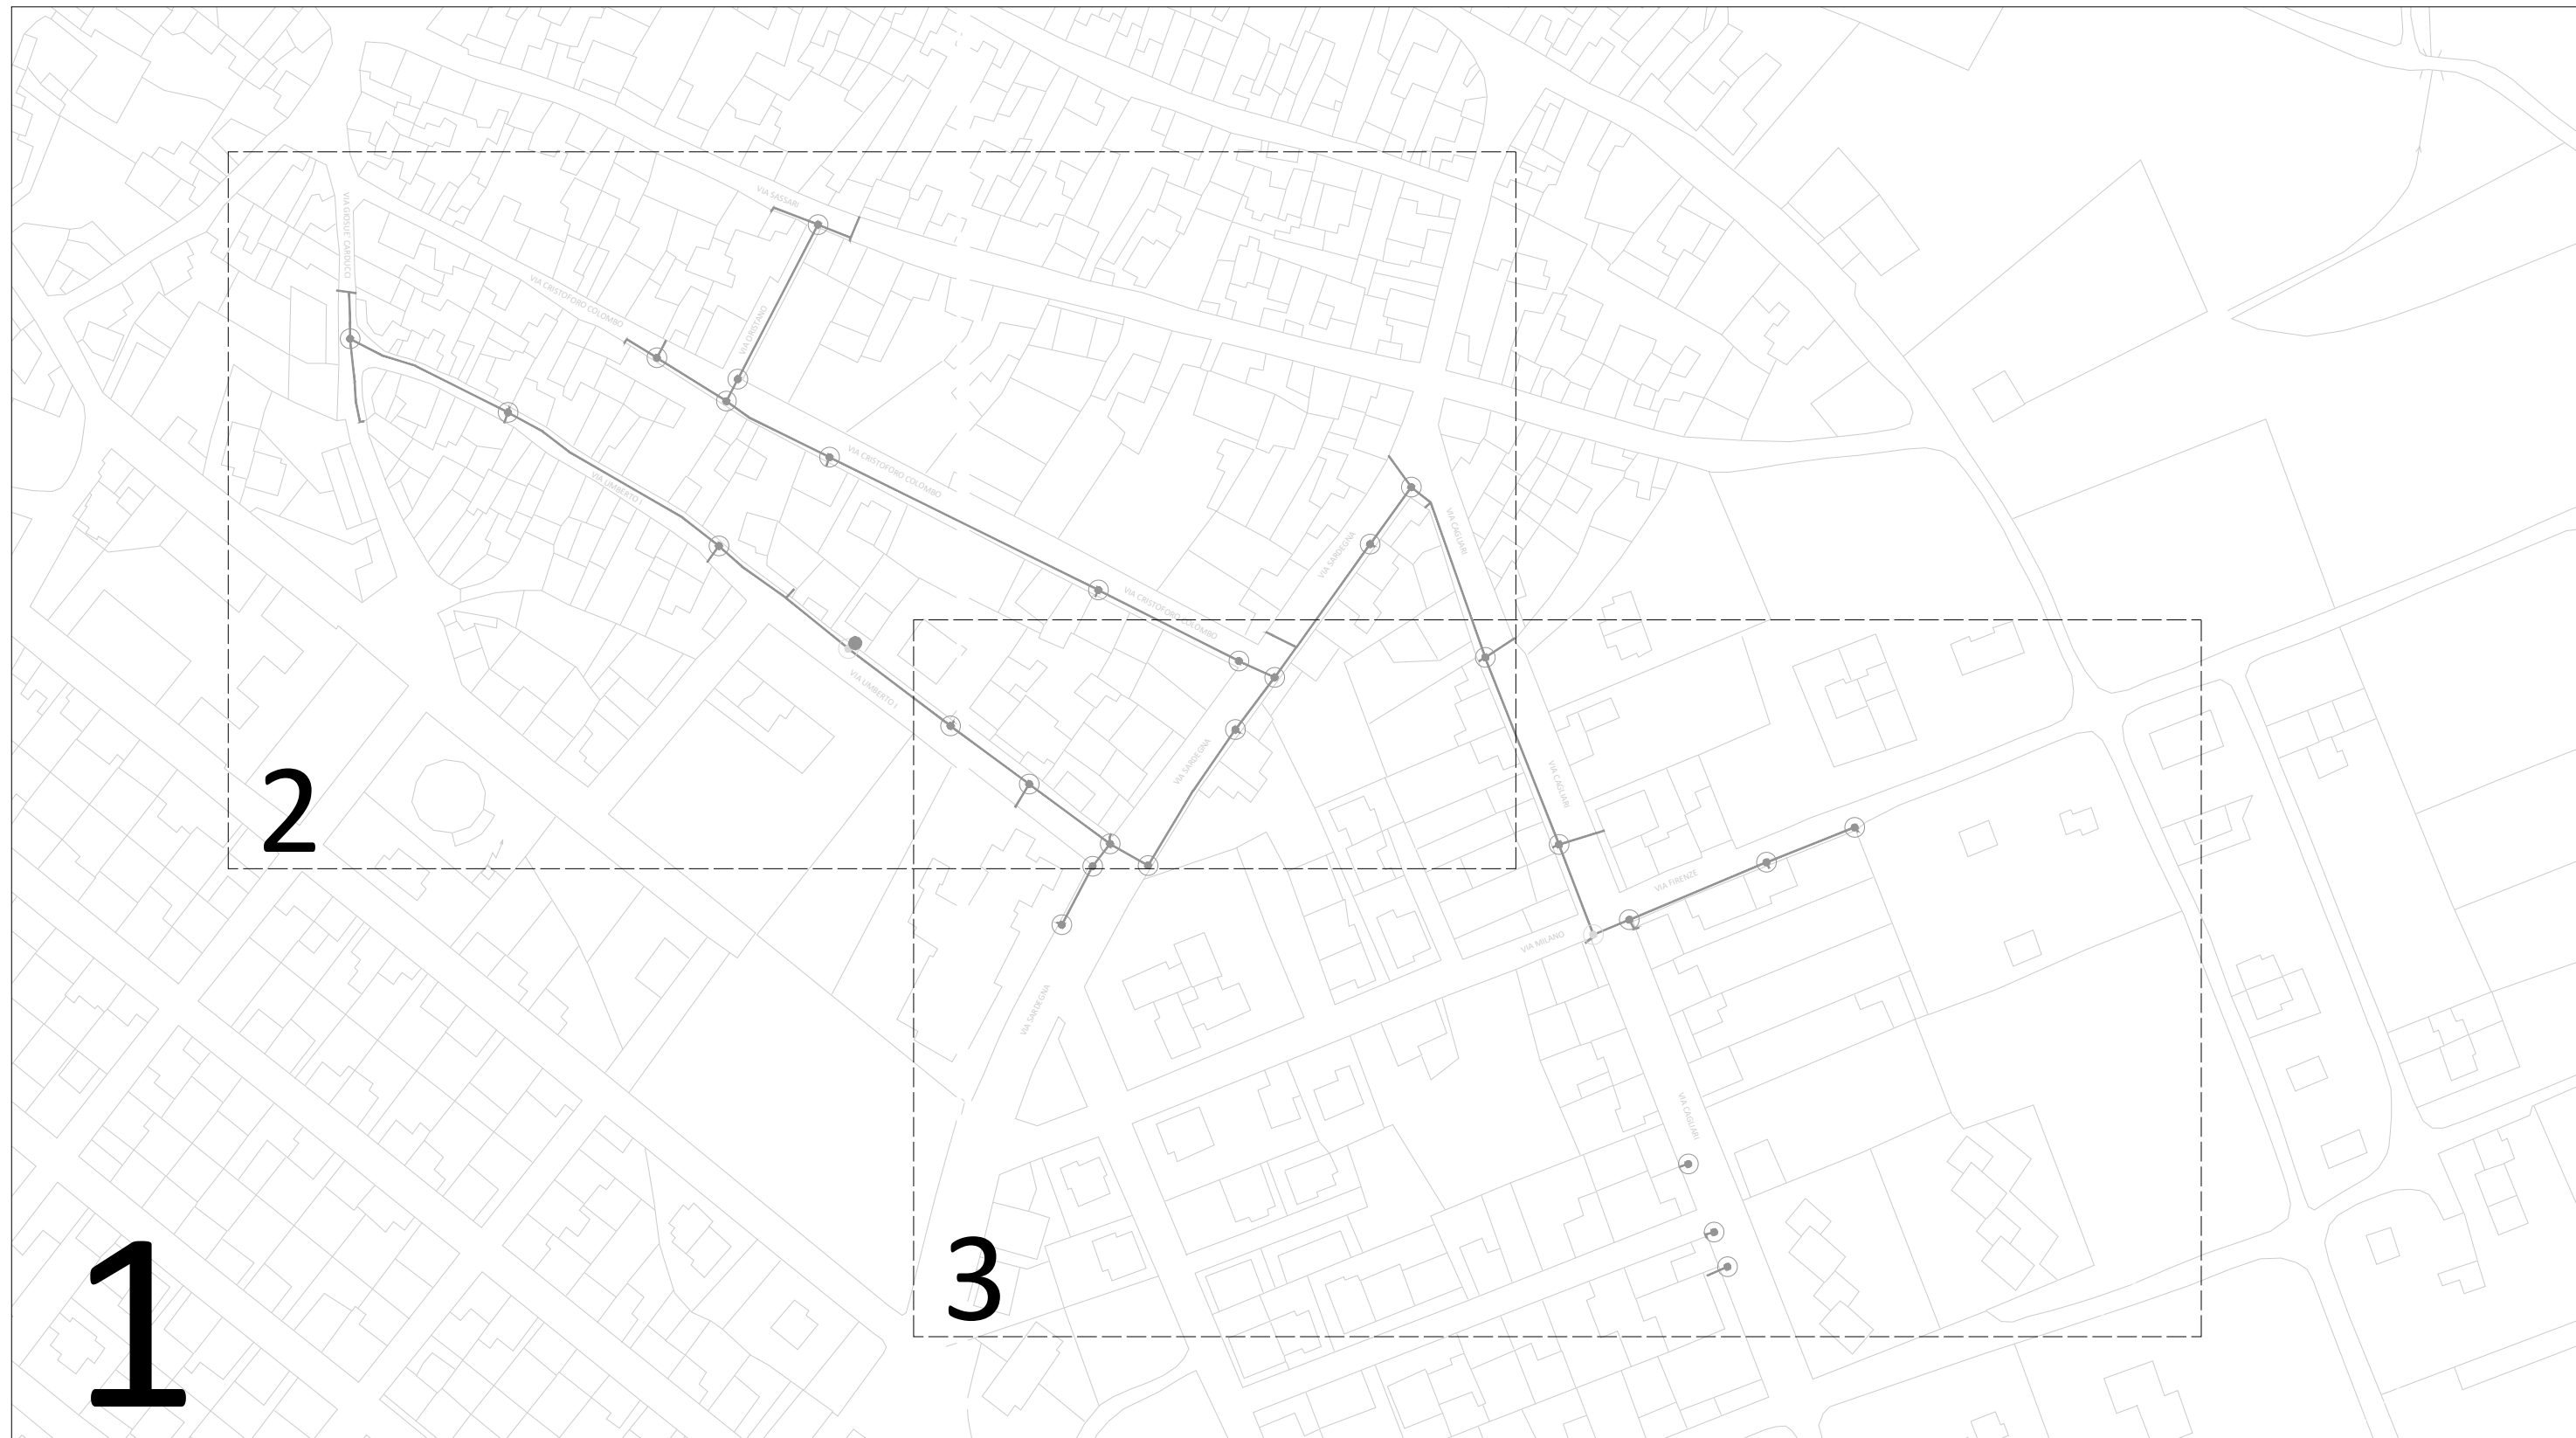 VIA SASSARI
VIA GIOSUE' CARDUCCI
VIA CRISTOFORO COLOMBO
VIA ORISTANO
VIA CRISTOFORO COLOMBO
VIA UMBERTO I
VIA CAGLIARI
VIA SARDEGNA
VIA CRISTOFORO COLOMBO
VIA UMBERTO I
VIA SARDEGNA
VIA CAGLIARI
2
VIA FIRENZE
VIA MILANO
VIA SARDEGNA
VIA CAGLIARI
3
1